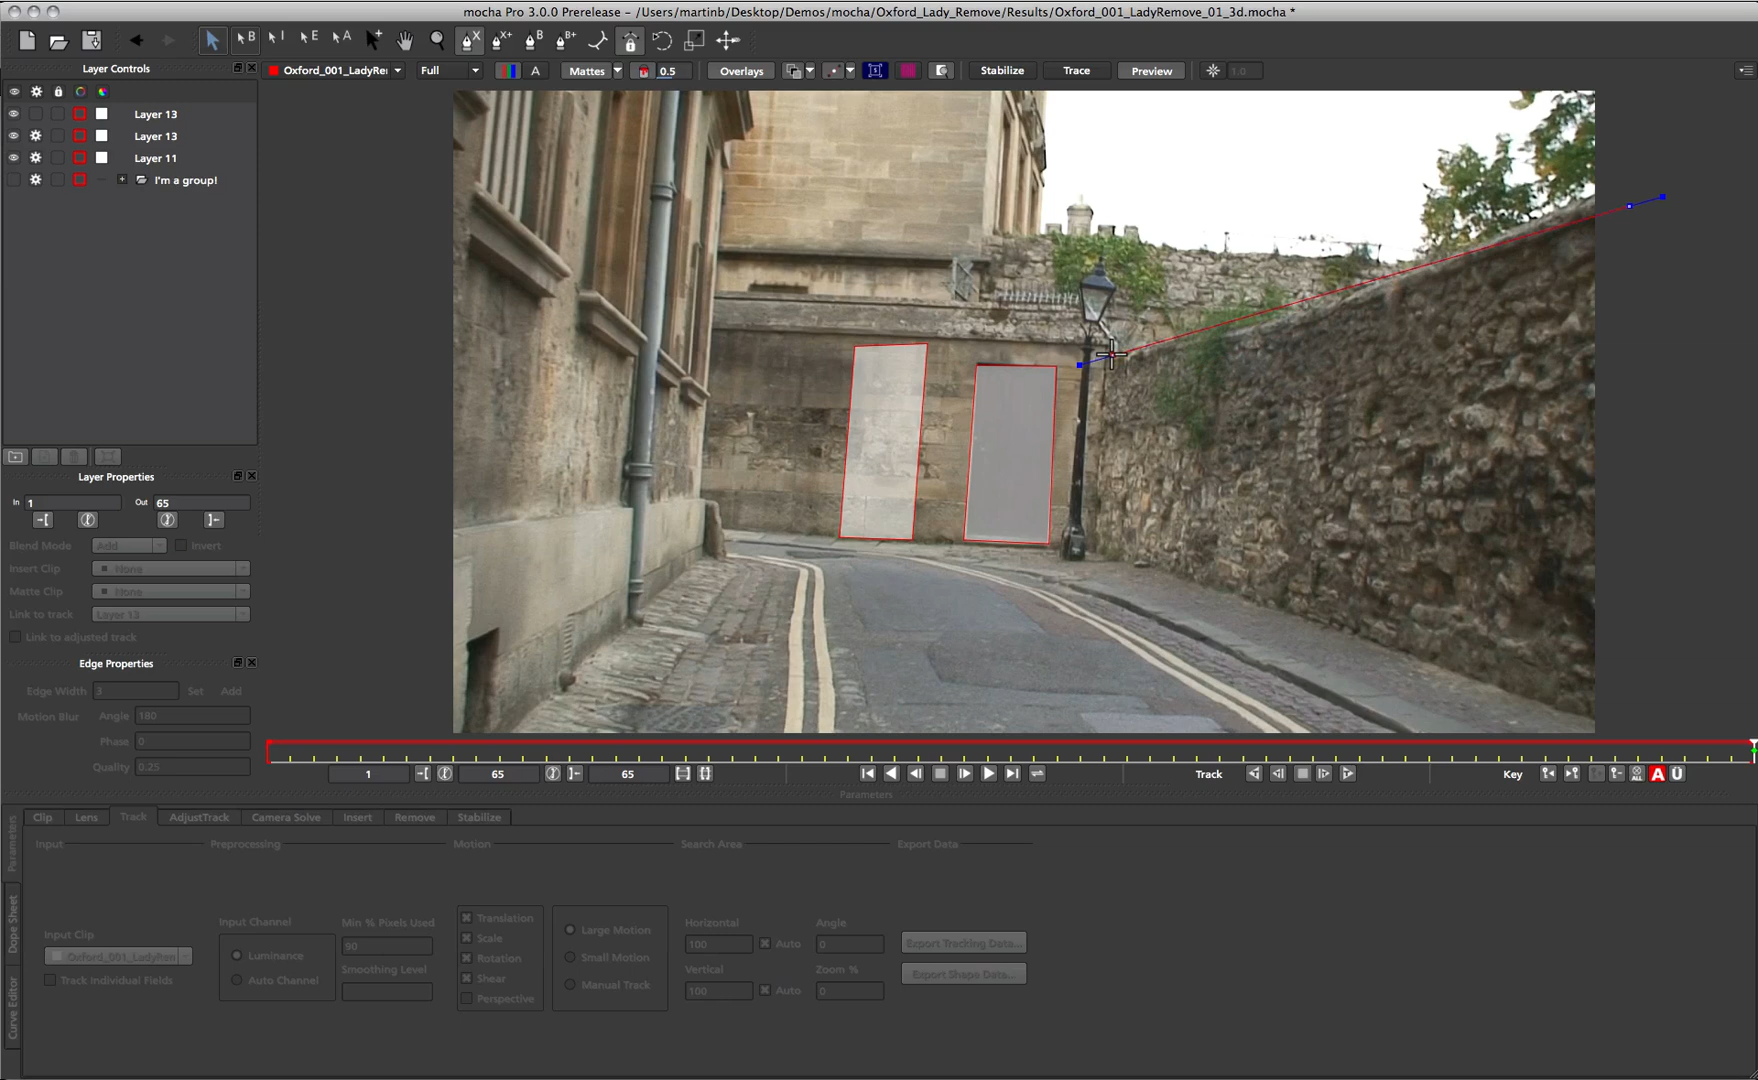 mocha Pro 3.0.0 Prerelease - /Users/martinb/Desktop/Demos/mocha/Oxford_Lady_Remove/Results/Oxford_001_LadyRemove_01_3d.mocha *
B I E A X X+ B B+
Layer Controls
Oxford_001_LadyRe Full A Mattes 0.5 Overlays Stabilize Trace Preview 1.0
Layer 13
Layer 13
Layer 11
I'm a group!
Layer Properties
In 1 Out 65
Blend Mode Add Invert
Insert Clip None
Matte Clip None
Link to track Layer 13
Link to adjusted track
Edge Properties
Edge Width 3 Set Add
Motion Blur Angle 180
Phase 0
Quality 0.25
1 65 65 Track Key ALL A Ü
Parameters
Parameters
Dope Sheet
Curve Editor
Clip Lens Track AdjustTrack Camera Solve Insert Remove Stabilize
Input Preprocessing Motion Search Area Export Data
Input Clip
Oxford_001_LadyRem
Track Individual Fields
Input Channel
Luminance
Auto Channel
Min % Pixels Used
90
Smoothing Level
Translation
Scale
Rotation
Shear
Perspective
Large Motion
Small Motion
Manual Track
Horizontal Angle
100 Auto 0
Vertical Zoom %
100 Auto 0
Export Tracking Data...
Export Shape Data...